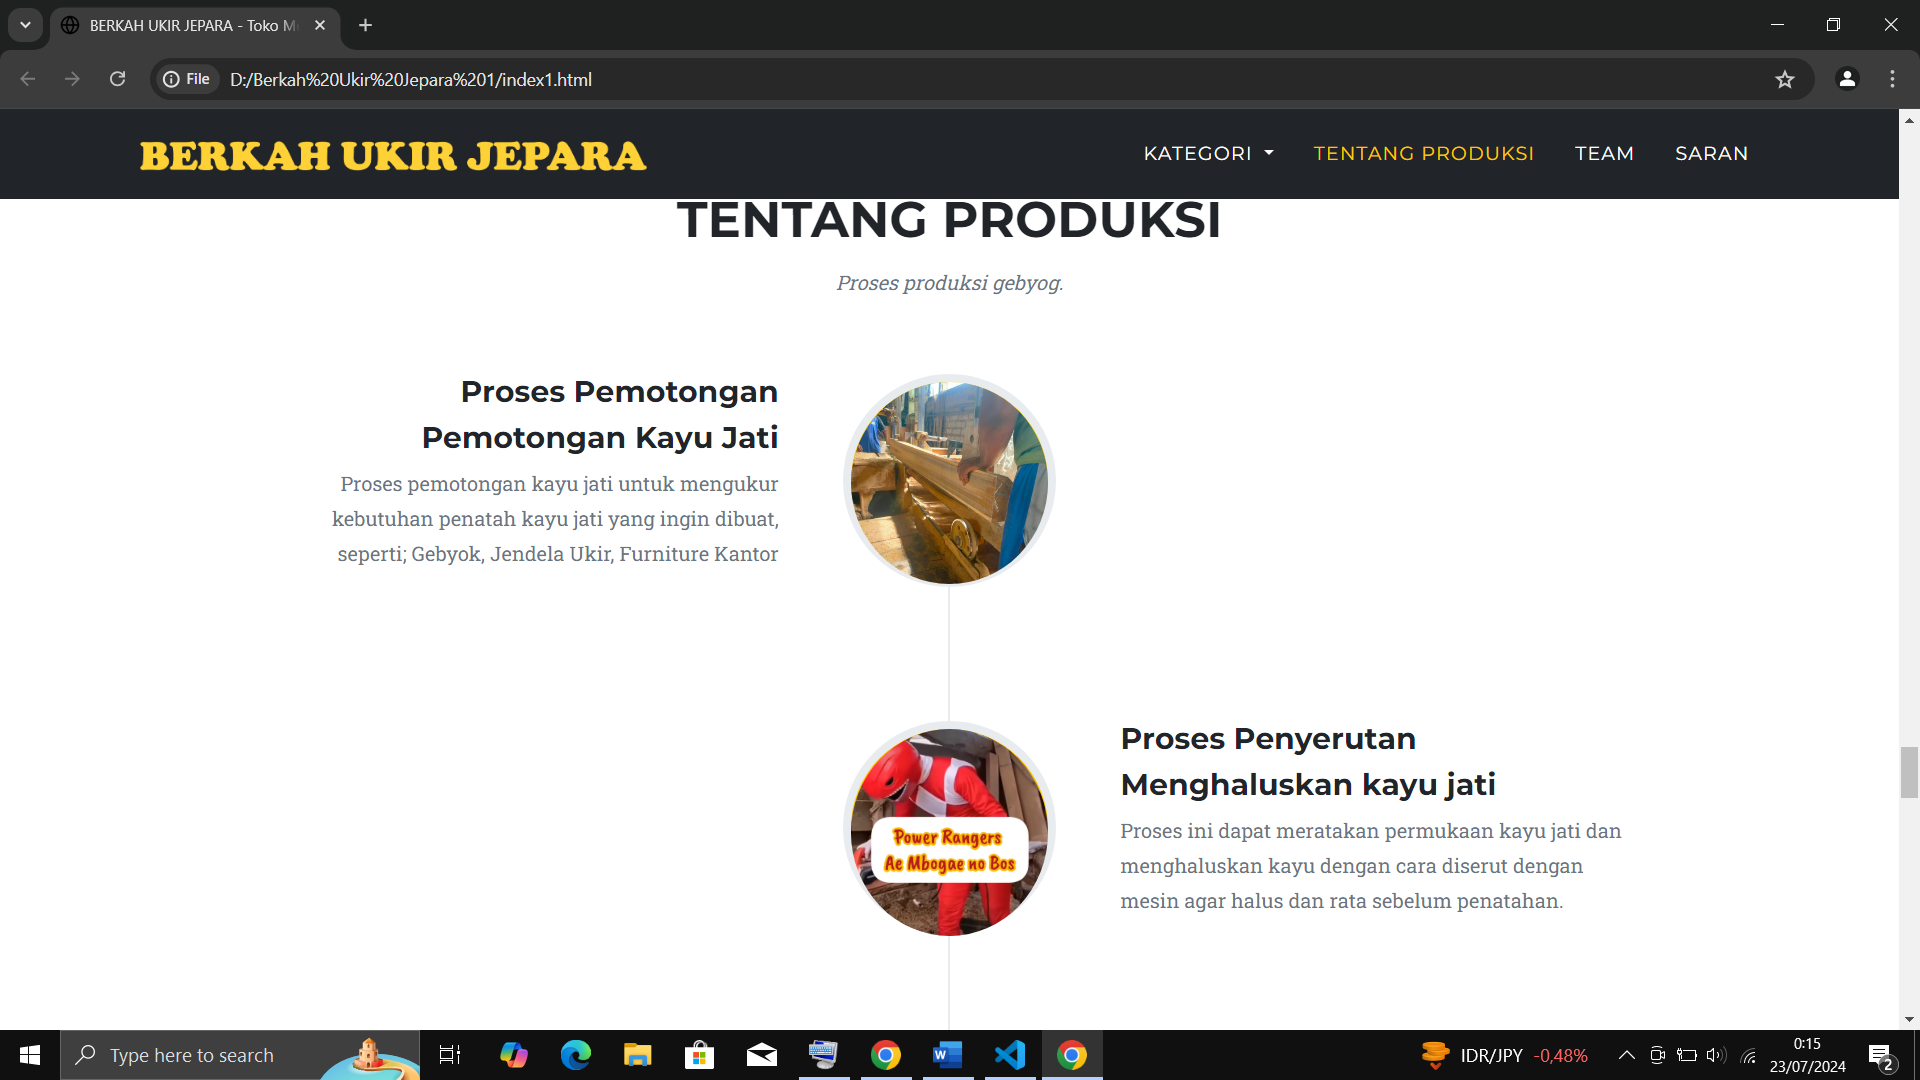 BERKAH UKIR JEPARA - Toko M
File
D:/Berkah%20Ukir%20Jepara%201/index1.html
BERKAH UKIR JEPARA
KATEGORI
TENTANG PRODUKSI
TEAM
SARAN
TENTANG PRODUKSI
Proses produksi gebyog.
Proses Pemotongan
Pemotongan Kayu Jati
Proses pemotongan kayu jati untuk mengukur
kebutuhan penatah kayu jati yang ingin dibuat,
seperti; Gebyok, Jendela Ukir, Furniture Kantor
Power Rangers
Ae Mbogae no Bos
Proses Penyerutan
Menghaluskan kayu jati
Proses ini dapat meratakan permukaan kayu jati dan
menghaluskan kayu dengan cara diserut dengan
mesin agar halus dan rata sebelum penatahan.
Type here to search
IDR/JPY -0,48%
0:15
23/07/2024
2